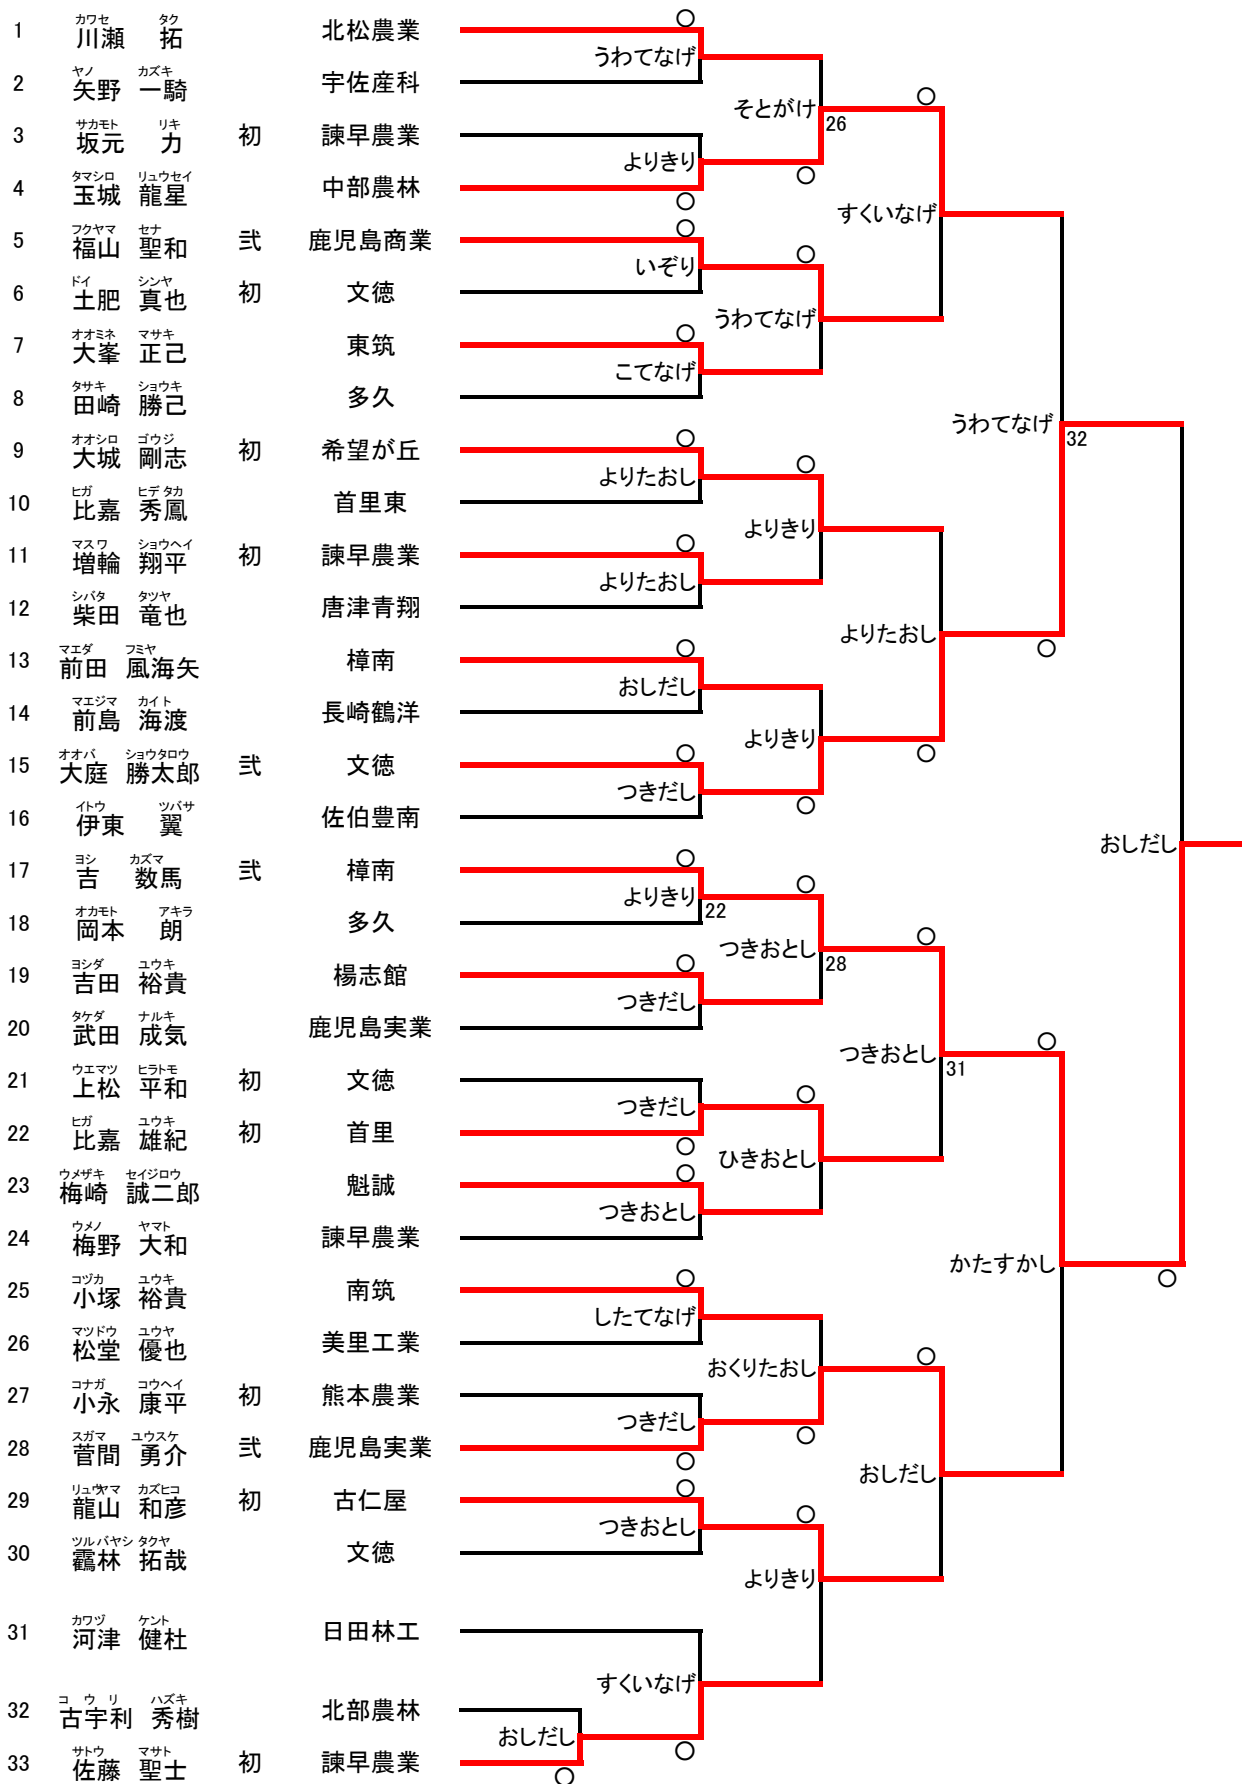 カワセ タク
1 川瀬 拓 北松農業
うわてなげ
ヤノ カズキ
2 矢野 一騎 宇佐産科
そとがけ
26
サカモト リキ
3 坂元 力 初 諫早農業
よりきり
タマシロ リュウセイ
4 玉城 龍星 中部農林
すくいなげ
フクヤマ セナ
5 福山 聖和 弐 鹿児島商業
いぞり
ドイ シンヤ
6 土肥 真也 初 文徳
うわてなげ
オオミネ マサキ
7 大峯 正己 東筑
こてなげ
タサキ ショウキ
8 田崎 勝己 多久
うわてなげ
32
オオシロ ゴウジ
9 大城 剛志 初 希望が丘
よりたおし
ヒガ ヒデタカ
10 比嘉 秀鳳 首里東
よりきり
マスワ ショウヘイ
11 増輪 翔平 初 諫早農業
よりたおし
シバタ タツヤ
12 柴田 竜也 唐津青翔
よりたおし
マエダ フミヤ
13 前田 風海矢 樟南
おしだし
マエジマ カイト
14 前島 海渡 長崎鶴洋
よりきり
オオバ ショウタロウ
15 大庭 勝太郎 弐 文徳
つきだし
イトウ ツバサ
16 伊東 翼 佐伯豊南
おしだし
ヨシ カズマ
17 吉 数馬 弐 樟南
よりきり
22
オカモト アキラ
18 岡本 朗 多久
つきおとし
28
ヨシダ ユウキ
19 吉田 裕貴 楊志館
つきだし
タケダ ナルキ
20 武田 成気 鹿児島実業
つきおとし
31
ウエマツ ヒラトモ
21 上松 平和 初 文徳
つきだし
ヒガ ユウキ
22 比嘉 雄紀 初 首里
ひきおとし
ウメザキ セイジロウ
23 梅崎 誠二郎 魁誠
つきおとし
ウメノ ヤマト
24 梅野 大和 諫早農業
かたすかし
コヅカ ユウキ
25 小塚 裕貴 南筑
したてなげ
マツドウ ユウヤ
26 松堂 優也 美里工業
おくりたおし
コナガ コウヘイ
27 小永 康平 初 熊本農業
つきだし
スガマ ユウスケ
28 菅間 勇介 弐 鹿児島実業
おしだし
リュウヤマ カズヒコ
29 龍山 和彦 初 古仁屋
つきおとし
ツルバヤシ タクヤ
30 靏林 拓哉 文徳
よりきり
カワヅ ケント
31 河津 健杜 日田林工
すくいなげ
コウリ ハズキ
32 古宇利 秀樹 北部農林
おしだし
サトウ マサト
33 佐藤 聖士 初 諫早農業